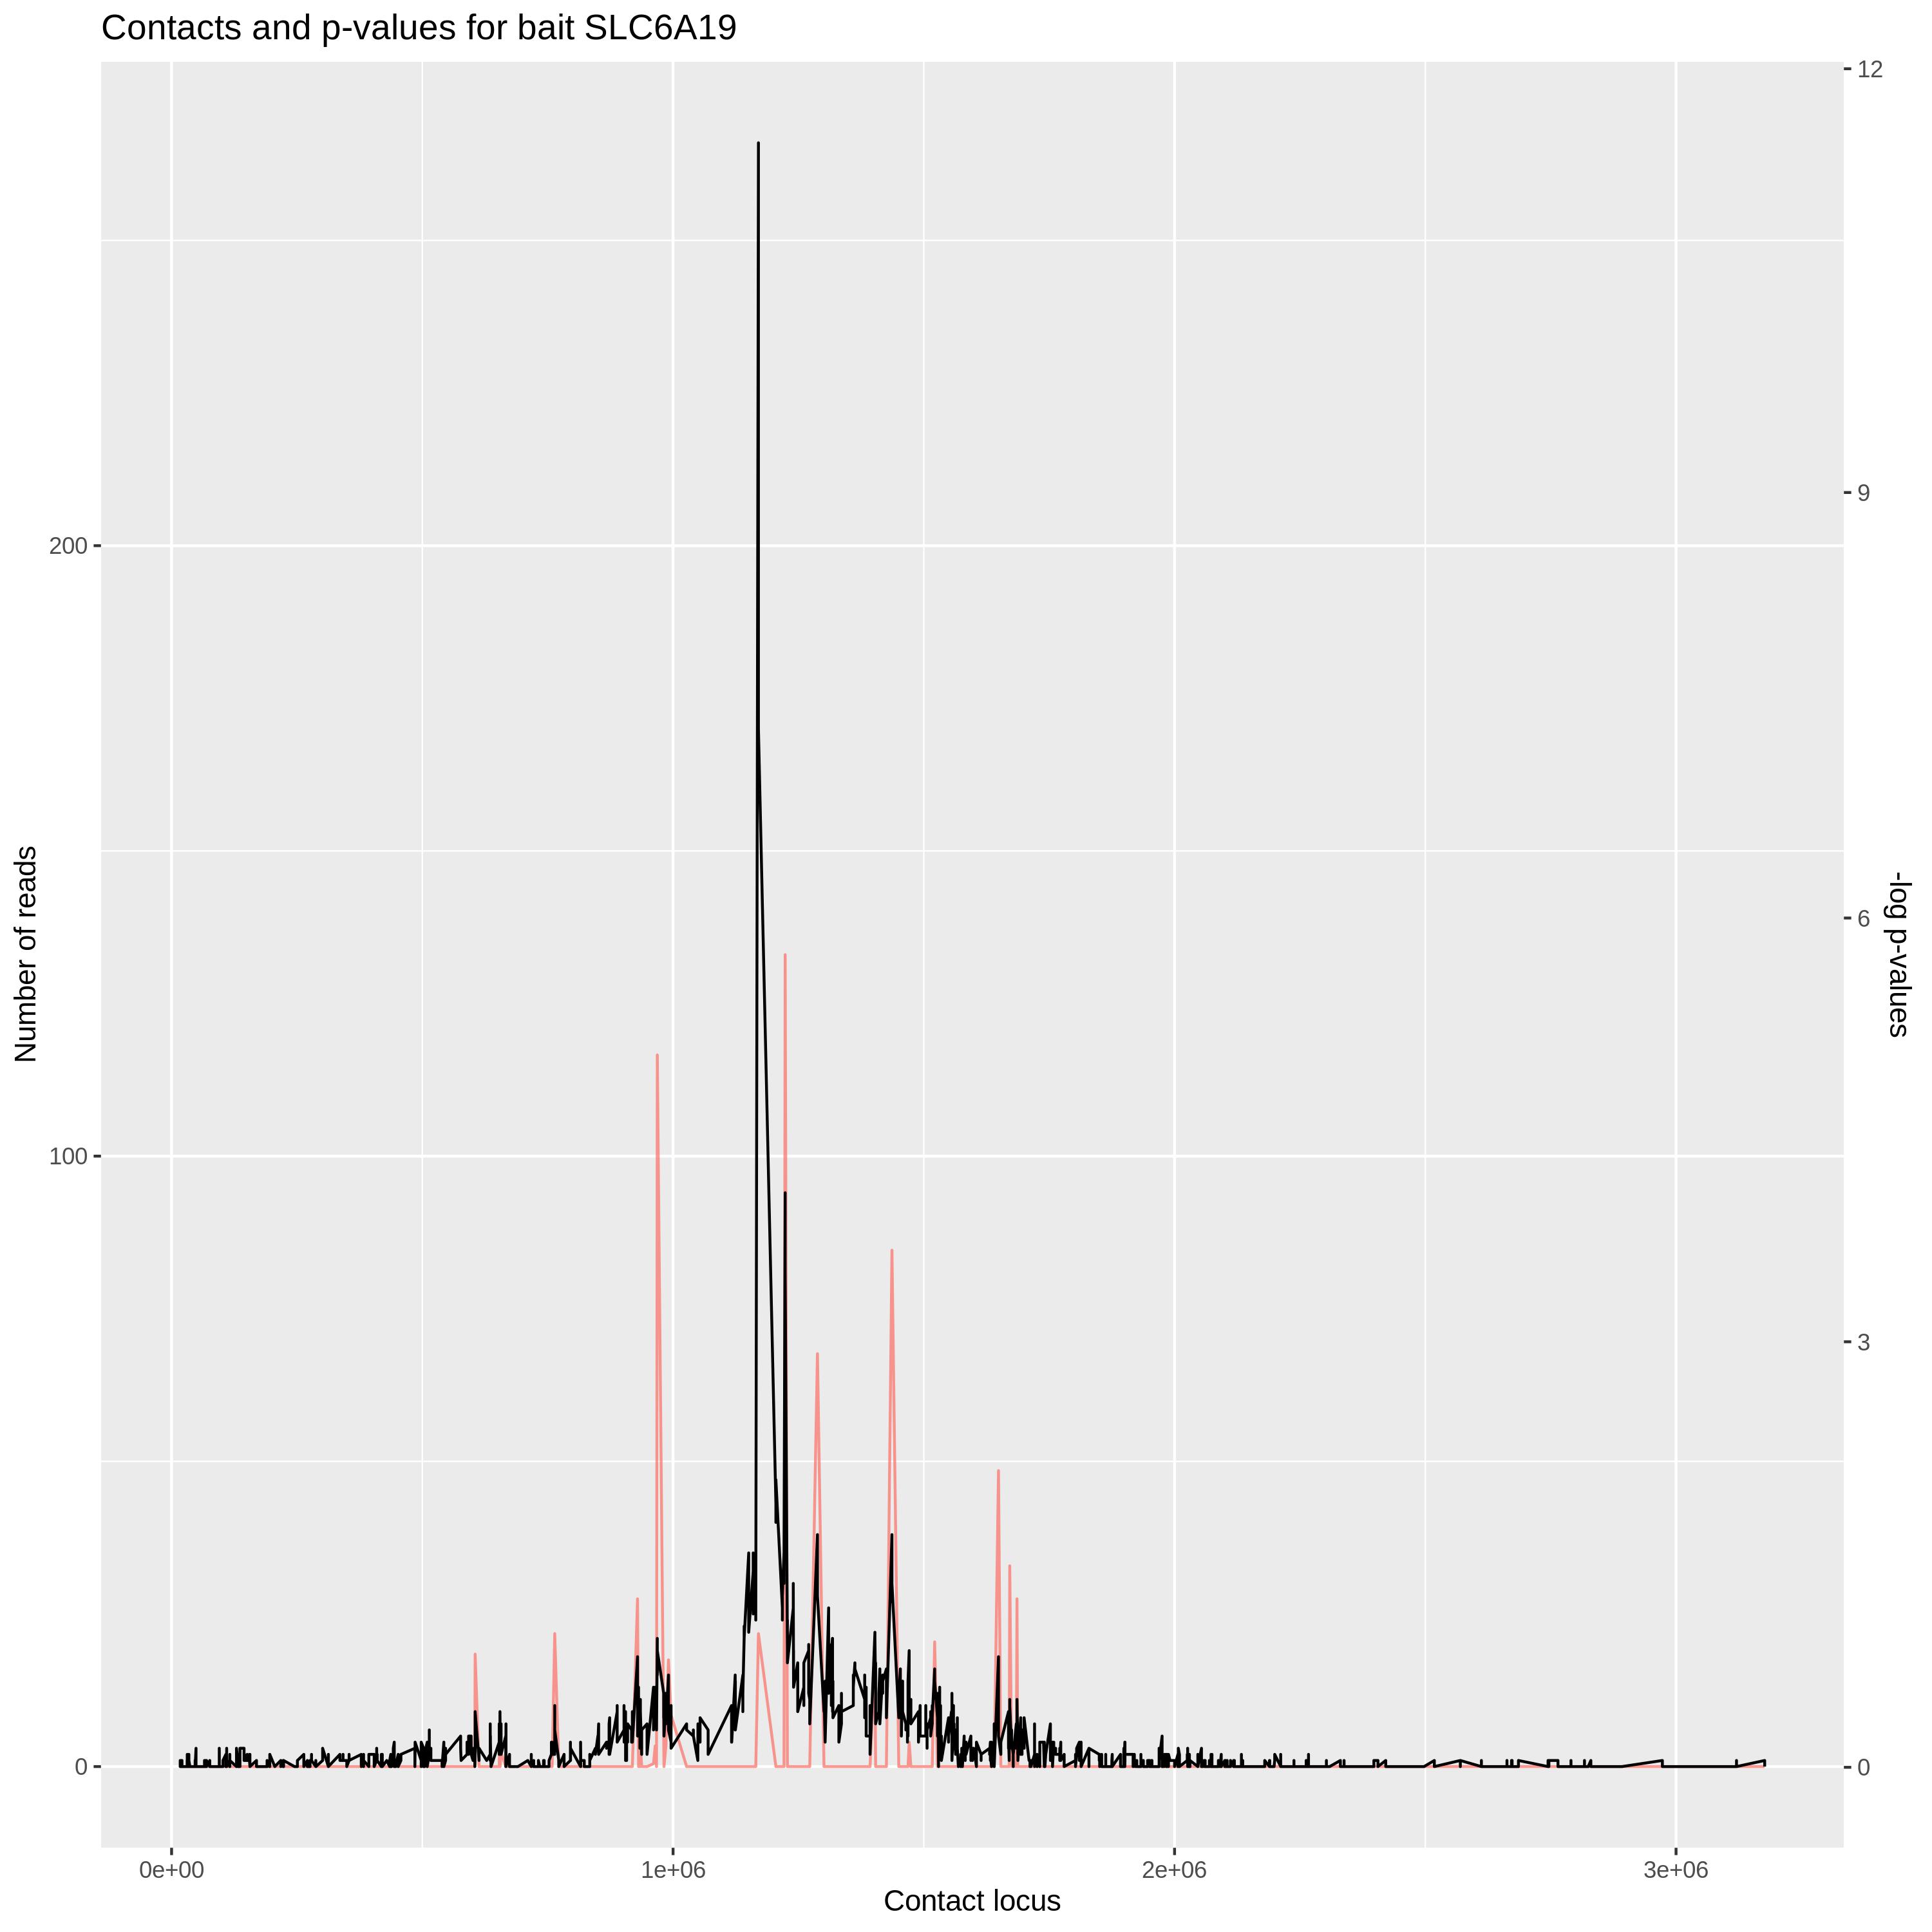 Contacts and p-values for bait SLC6A19
12
9
200
6
Number of reads
-log p-values
100
3
0
0
0e+00
1e+06
2e+06
3e+06
Contact locus